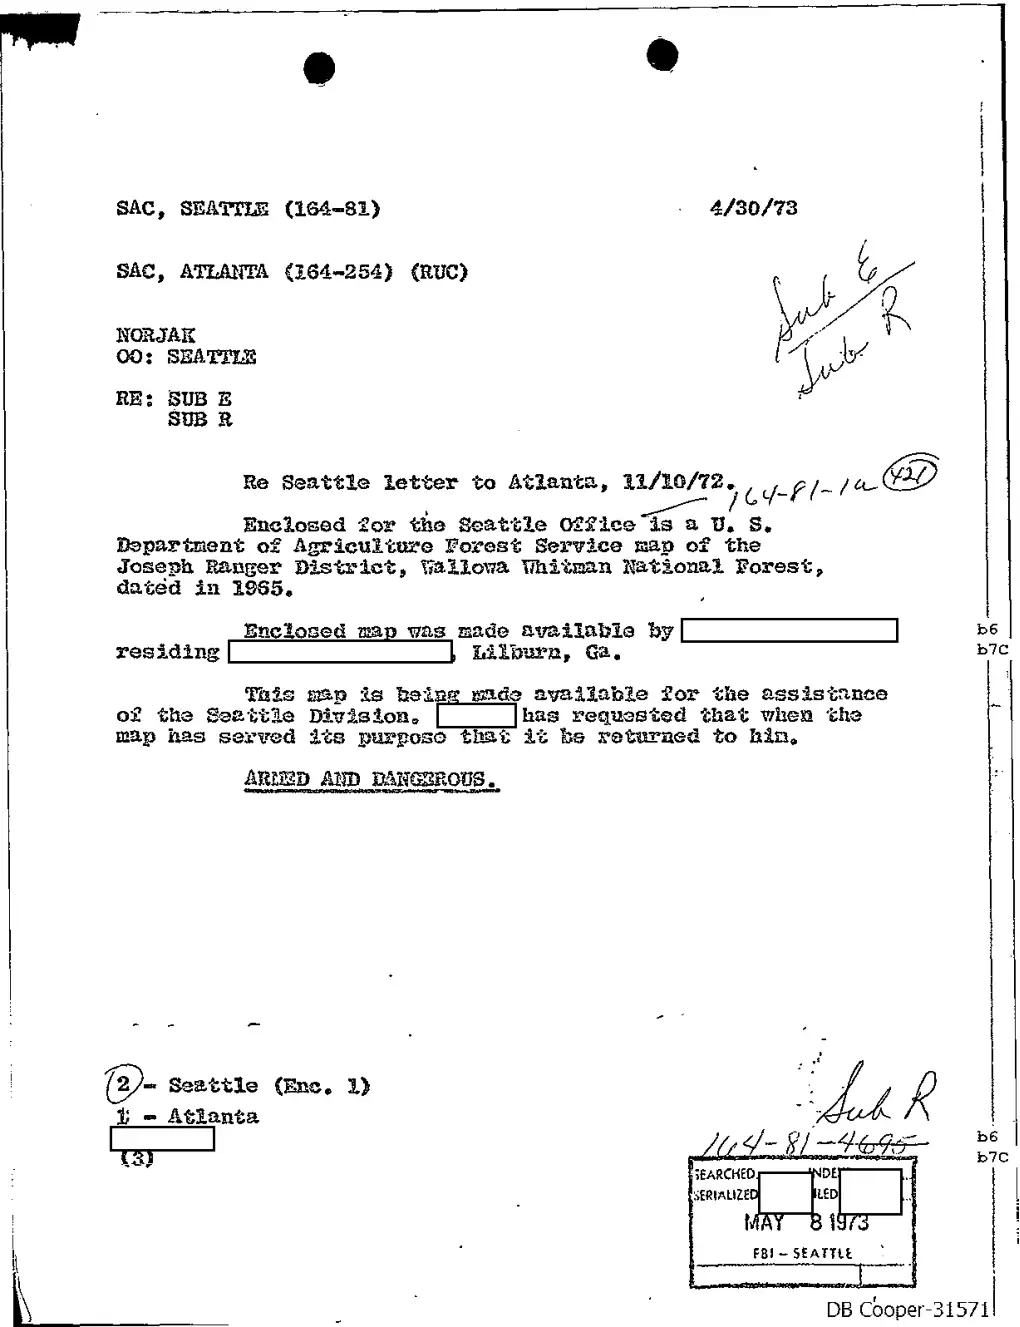 SAC, SEATTLE (164-81) 4/30/73
SAC, ATLANTA (164-254) (RUC)
Sub E
Sub R
NORJAK
OO: SEATTLE
RE: SUB E
SUB R
Re Seattle letter to Atlanta, 11/10/72.
164-81-1a 421
Enclosed for the Seattle Office is a U. S.
Department of Agriculture Forest Service map of the
Joseph Ranger District, Wallowa Whitman National Forest,
dated in 1965.
Enclosed map was made available by b6
residing , Lilburn, Ga. b7C
This map is being made available for the assistance
of the Seattle Division. has requested that when the
map has served its purpose that it be returned to him.
ARMED AND DANGEROUS.
2 - Seattle (Enc. 1)
1 - Atlanta
(3)
Sub R
164-81-4695
b6
b7C
SEARCHED INDE
SERIALIZED ILED
MAY 8 1973
FBI - SEATTLE
DB Cooper-31571